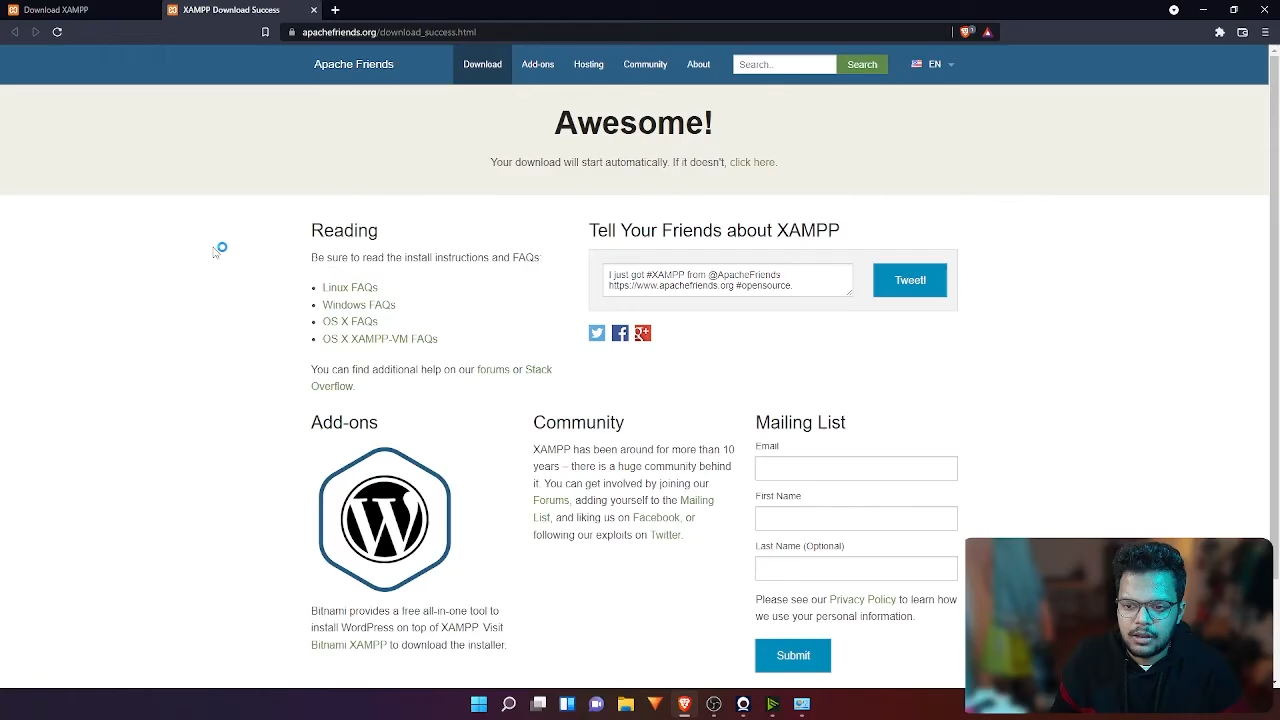 Download XAMPP
XAMPP Download Success
apachefriends.org/download_success.html
Apache Friends
Download
Add-ons
Hosting
Community
About
Search..
Search
EN
Awesome!
Your download will start automatically. If it doesn't, click here.
Reading
Be sure to read the install instructions and FAQs:
Linux FAQs
Windows FAQs
OS X FAQs
OS X XAMPP-VM FAQs
You can find additional help on our forums or Stack
Overflow.
Tell Your Friends about XAMPP
I just got #XAMPP from @ApacheFriends
https://www.apachefriends.org #opensource.
Tweet!
Add-ons
Bitnami provides a free all-in-one tool to
install WordPress on top of XAMPP. Visit
Bitnami XAMPP to download the installer.
Community
XAMPP has been around for more than 10
years – there is a huge community behind
it. You can get involved by joining our
Forums, adding yourself to the Mailing
List, and liking us on Facebook, or
following our exploits on Twitter.
Mailing List
Email
First Name
Last Name (Optional)
Please see our Privacy Policy to learn how
we use your personal information.
Submit